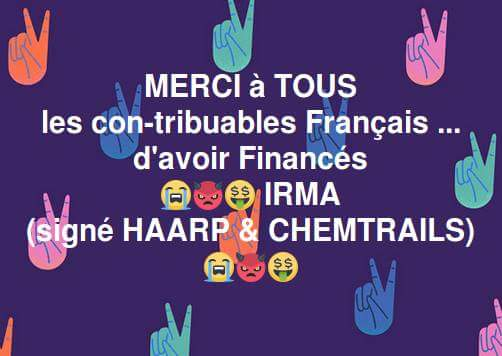 MERCI à TOUS
les con-tribuables Français ...
d'avoir Financés
😭👿🤑 IRMA
(signé HAARP & CHEMTRAILS)
😭👿🤑